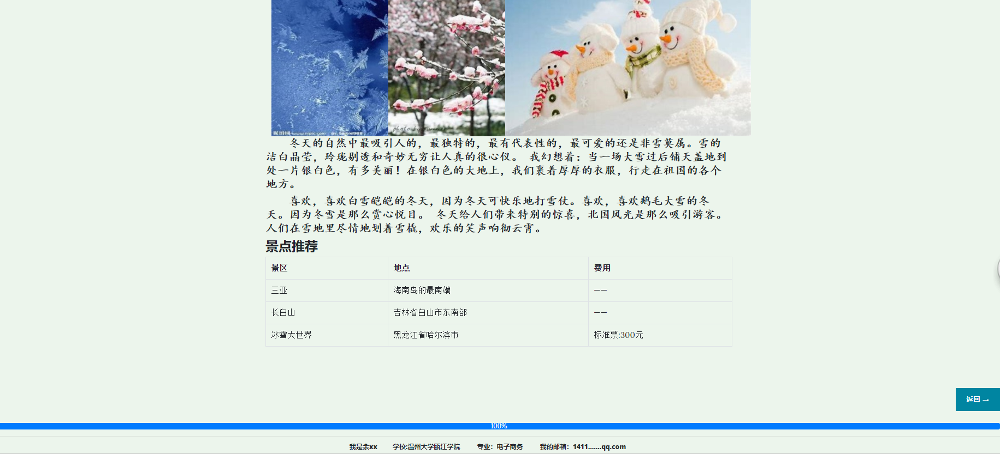 昵图网 www.nipic.com
photo by
冬天的自然中最吸引人的，最独特的，最有代表性的，最可爱的还是非雪莫属。雪的
洁白晶莹，玲珑剔透和奇妙无穷让人真的很心仪。 我幻想着：当一场大雪过后铺天盖地到
处一片银白色，有多美丽！在银白色的大地上，我们裹着厚厚的衣服，行走在祖国的各个
地方。
喜欢，喜欢白雪皑皑的冬天，因为冬天可快乐地打雪仗。喜欢，喜欢鹅毛大雪的冬
天。因为冬雪是那么赏心悦目。 冬天给人们带来特别的惊喜，北国风光是那么吸引游客。
人们在雪地里尽情地划着雪橇，欢乐的笑声响彻云霄。
景点推荐
景区 地点 费用
三亚 海南岛的最南端 ——
长白山 吉林省白山市东南部 ——
冰雪大世界 黑龙江省哈尔滨市 标准票:300元
返回 →
100%
我是余xx 学校:温州大学瓯江学院 专业：电子商务 我的邮箱：1411.......qq.com